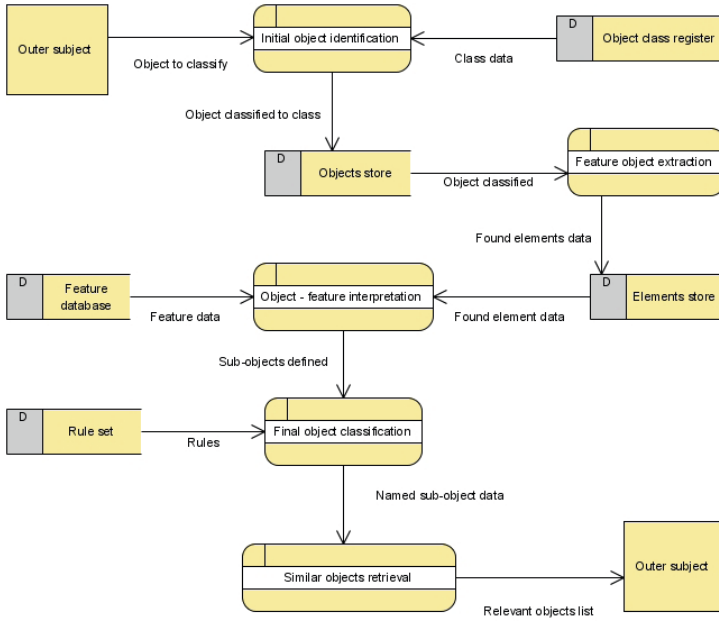 Outer subject
Initial object identification
D
Object class register
Object to classify
Class data
Object classified to class
D
Objects store
Object classified
Feature object extraction
Found elements data
D
Feature
database
Feature data
Object - feature interpretation
Found element data
D
Elements store
Sub-objects defined
D
Rule set
Rules
Final object classification
Named sub-object data
Similar objects retrieval
Relevant objects list
Outer subject